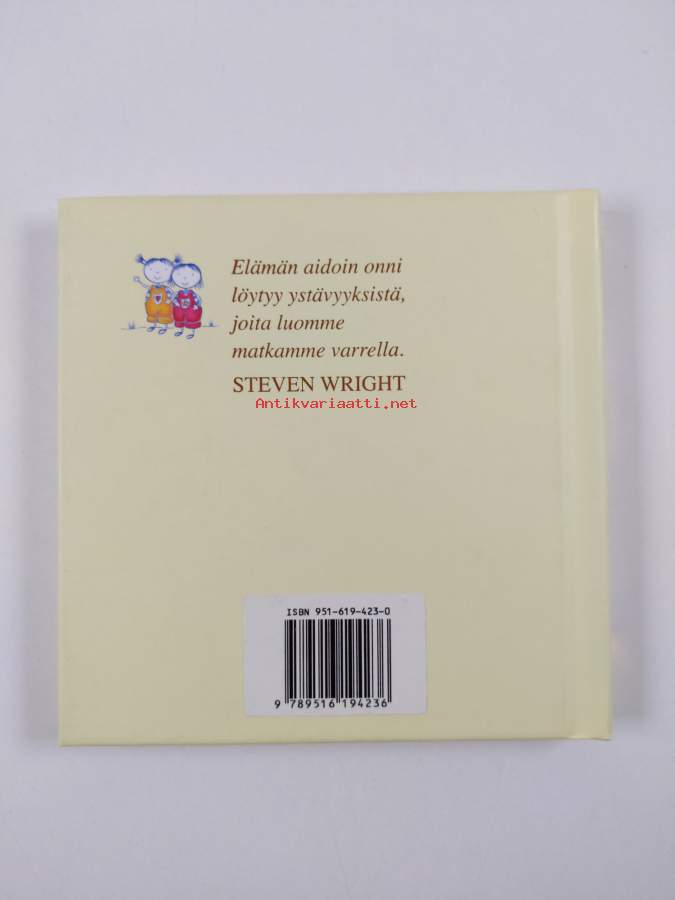 Elämän aidoin onni
löytyy ystävyyksistä,
joita luomme
matkamme varrella.
STEVEN WRIGHT
Antikvariaatti.net
ISBN 951-619-423-0
9 789516 194236